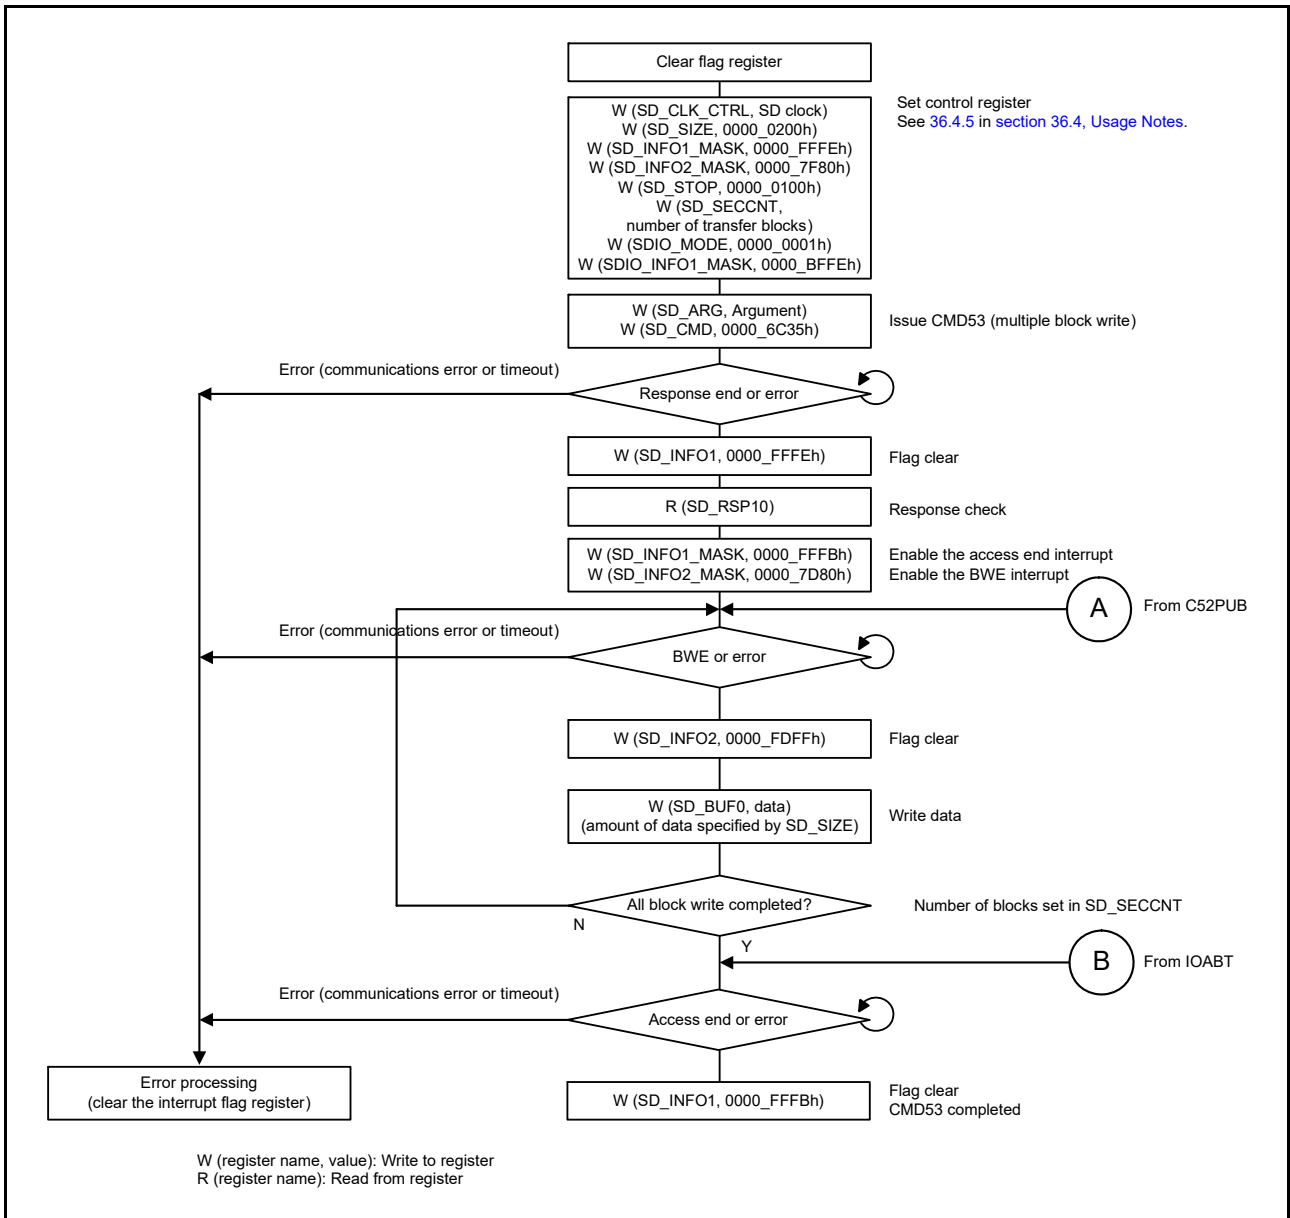 Clear flag register
W (SD_CLK_CTRL, SD clock)
W (SD_SIZE, 0000_0200h)
W (SD_INFO1_MASK, 0000_FFFEh)
W (SD_INFO2_MASK, 0000_7F80h)
W (SD_STOP, 0000_0100h)
W (SD_SECCNT,
number of transfer blocks)
W (SDIO_MODE, 0000_0001h)
W (SDIO_INFO1_MASK, 0000_BFFEh)
Set control register
See 36.4.5 in section 36.4, Usage Notes.
W (SD_ARG, Argument)
W (SD_CMD, 0000_6C35h)
Issue CMD53 (multiple block write)
Error (communications error or timeout)
Response end or error
W (SD_INFO1, 0000_FFFEh)
Flag clear
R (SD_RSP10)
Response check
W (SD_INFO1_MASK, 0000_FFFBh)
W (SD_INFO2_MASK, 0000_7D80h)
Enable the access end interrupt
Enable the BWE interrupt
A
From C52PUB
Error (communications error or timeout)
BWE or error
W (SD_INFO2, 0000_FDFFh)
Flag clear
W (SD_BUF0, data)
(amount of data specified by SD_SIZE)
Write data
All block write completed?
Number of blocks set in SD_SECCNT
N
Y
B
From IOABT
Error (communications error or timeout)
Access end or error
Error processing
(clear the interrupt flag register)
W (SD_INFO1, 0000_FFFBh)
Flag clear
CMD53 completed
W (register name, value): Write to register
R (register name): Read from register